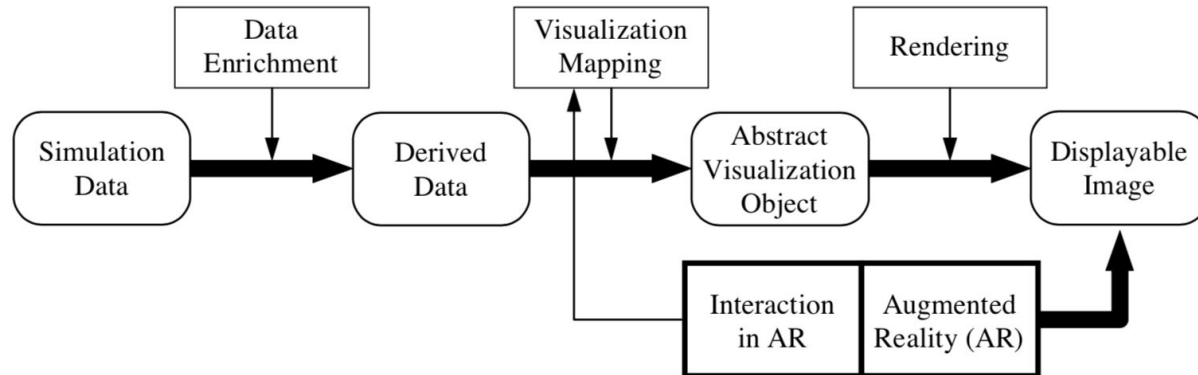 Data
Enrichment
Visualization
Mapping
Rendering
Simulation
Data
Derived
Data
Abstract
Visualization
Object
Displayable
Image
Interaction
in AR
Augmented
Reality (AR)